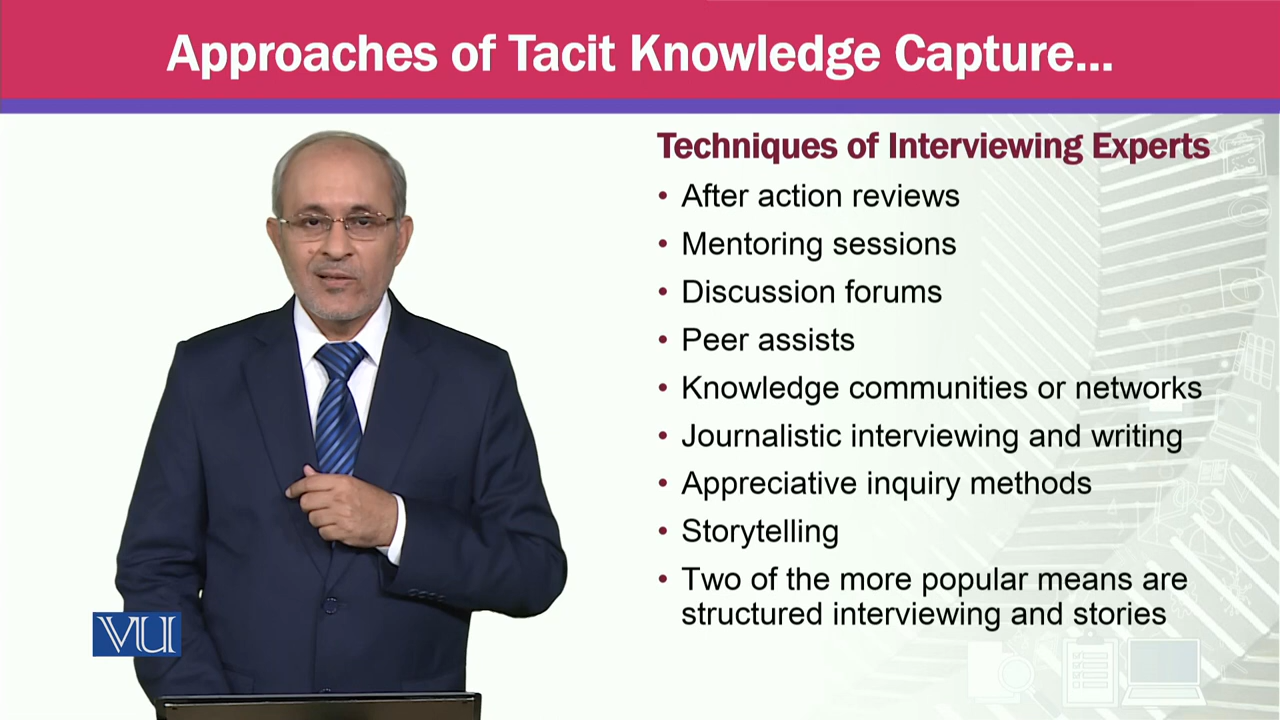 Approaches of Tacit Knowledge Capture...
Techniques of Interviewing Experts
• After action reviews
• Mentoring sessions
• Discussion forums
• Peer assists
• Knowledge communities or networks
• Journalistic interviewing and writing
• Appreciative inquiry methods
• Storytelling
• Two of the more popular means are
structured interviewing and stories
VU